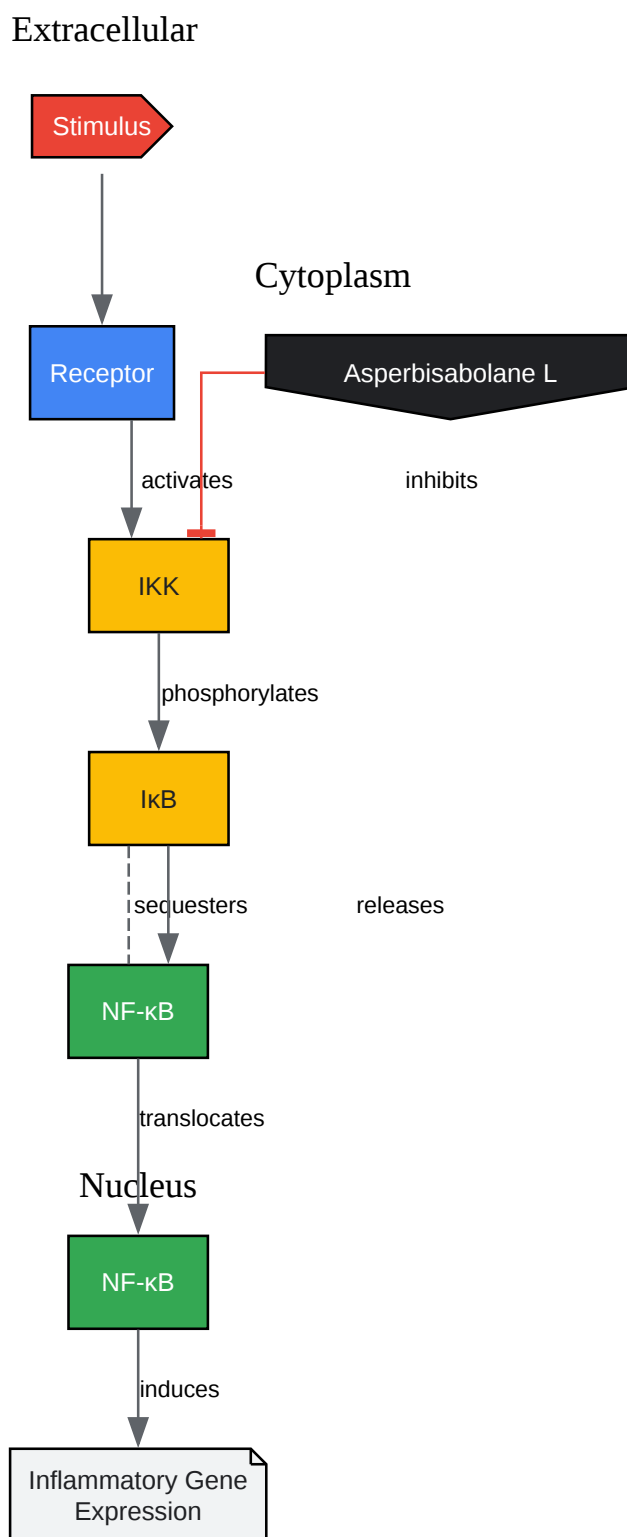 Extracellular
Stimulus
Cytoplasm
Receptor
Asperbisabolane L
activates
inhibits
IKK
phosphorylates
IκB
sequesters
releases
NF-κB
translocates
Nucleus
NF-κB
induces
Inflammatory Gene
Expression